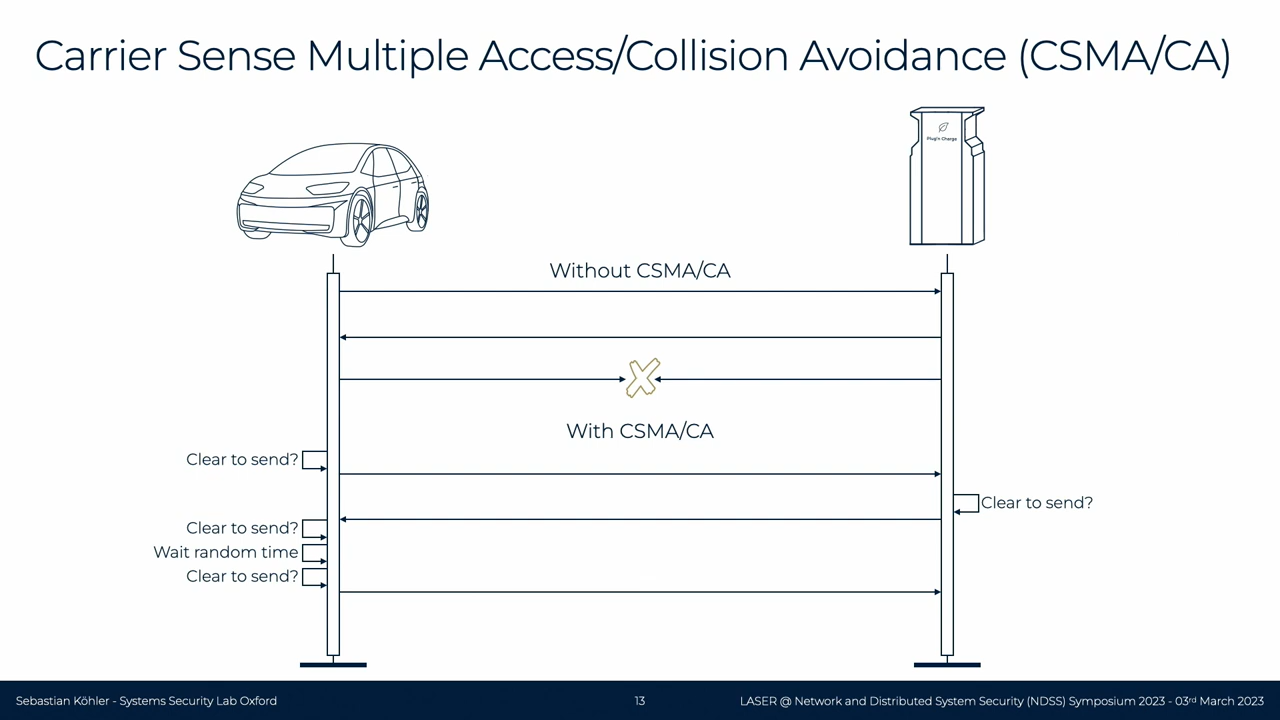 Carrier Sense Multiple Access/Collision Avoidance (CSMA/CA)
Plug'n Charge
Without CSMA/CA
With CSMA/CA
Clear to send?
Clear to send?
Clear to send?
Wait random time
Clear to send?
Sebastian Köhler - Systems Security Lab Oxford
13
LASER @ Network and Distributed System Security (NDSS) Symposium 2023 - 03rd March 2023